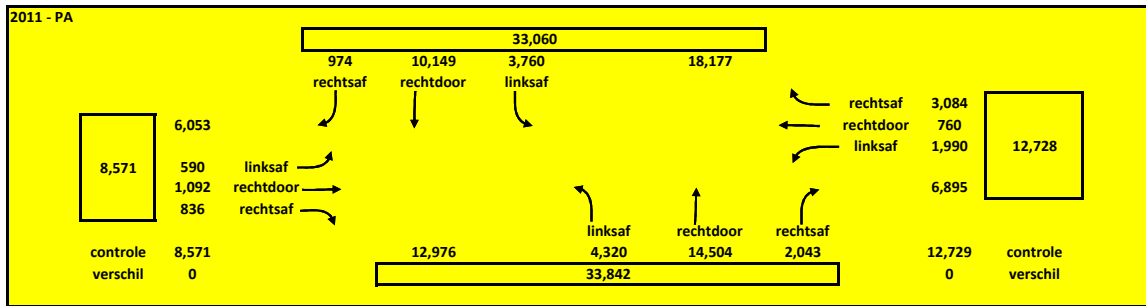 2011 - PA
33,060
974 10,149 3,760 18,177
rechtsaf rechtdoor linksaf
rechtsaf 3,084
6,053 rechtdoor 760
linksaf 1,990 12,728
8,571 590 linksaf
1,092 rechtdoor 6,895
836 rechtsaf
linksaf rechtdoor rechtsaf
controle 8,571 12,976 4,320 14,504 2,043 12,729 controle
verschil 0 33,842 0 verschil